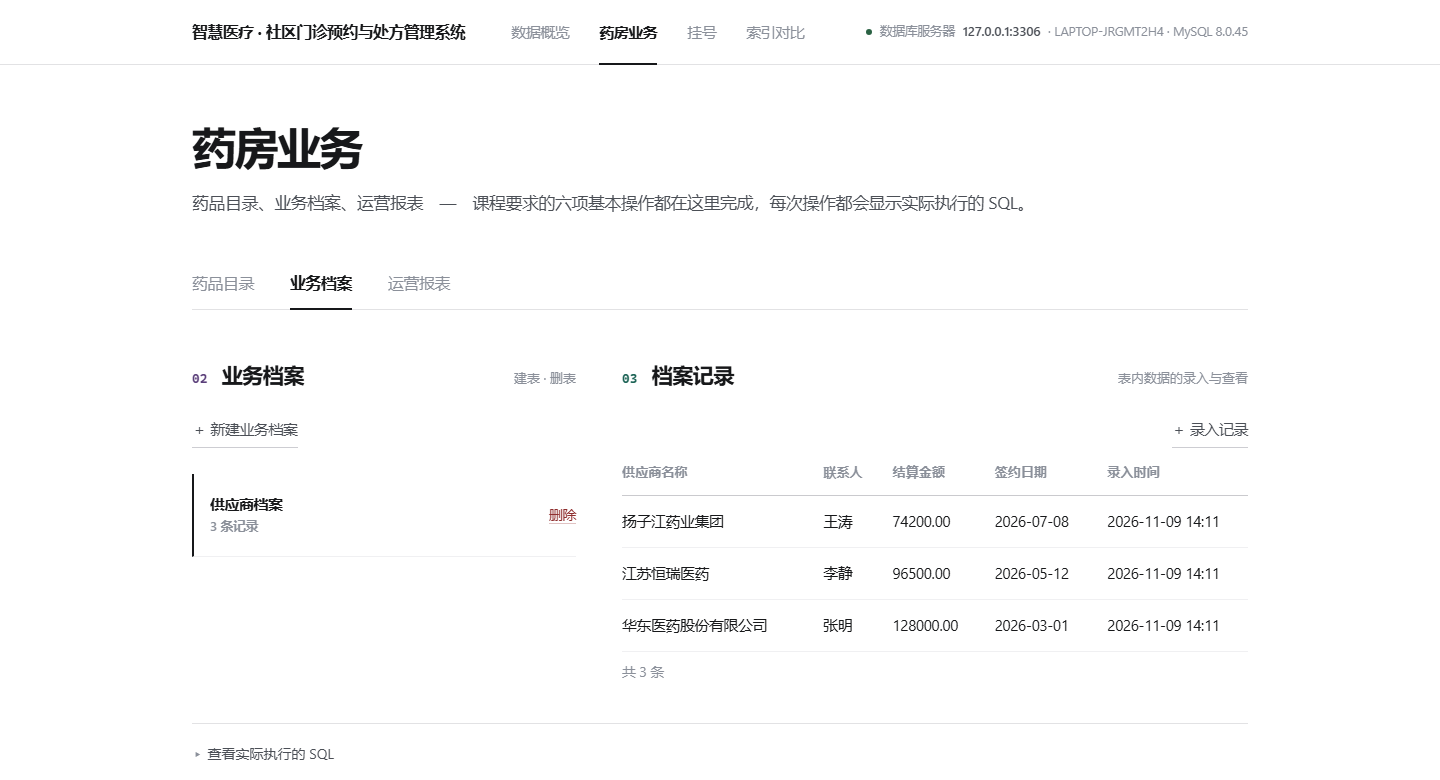 智慧医疗 · 社区门诊预约与处方管理系统 数据概览 药房业务 挂号 索引对比 数据库服务器 127.0.0.1:3306 · LAPTOP-JRGMT2H4 · MySQL 8.0.45
药房业务
药品目录、业务档案、运营报表 — 课程要求的六项基本操作都在这里完成，每次操作都会显示实际执行的 SQL。
药品目录 业务档案 运营报表
02 业务档案 建表 · 删表
+ 新建业务档案
供应商档案
3 条记录
删除
03 档案记录 表内数据的录入与查看
+ 录入记录
供应商名称 联系人 结算金额 签约日期 录入时间
扬子江药业集团 王涛 74200.00 2026-07-08 2026-11-09 14:11
江苏恒瑞医药 李静 96500.00 2026-05-12 2026-11-09 14:11
华东医药股份有限公司 张明 128000.00 2026-03-01 2026-11-09 14:11
共 3 条
▸ 查看实际执行的 SQL